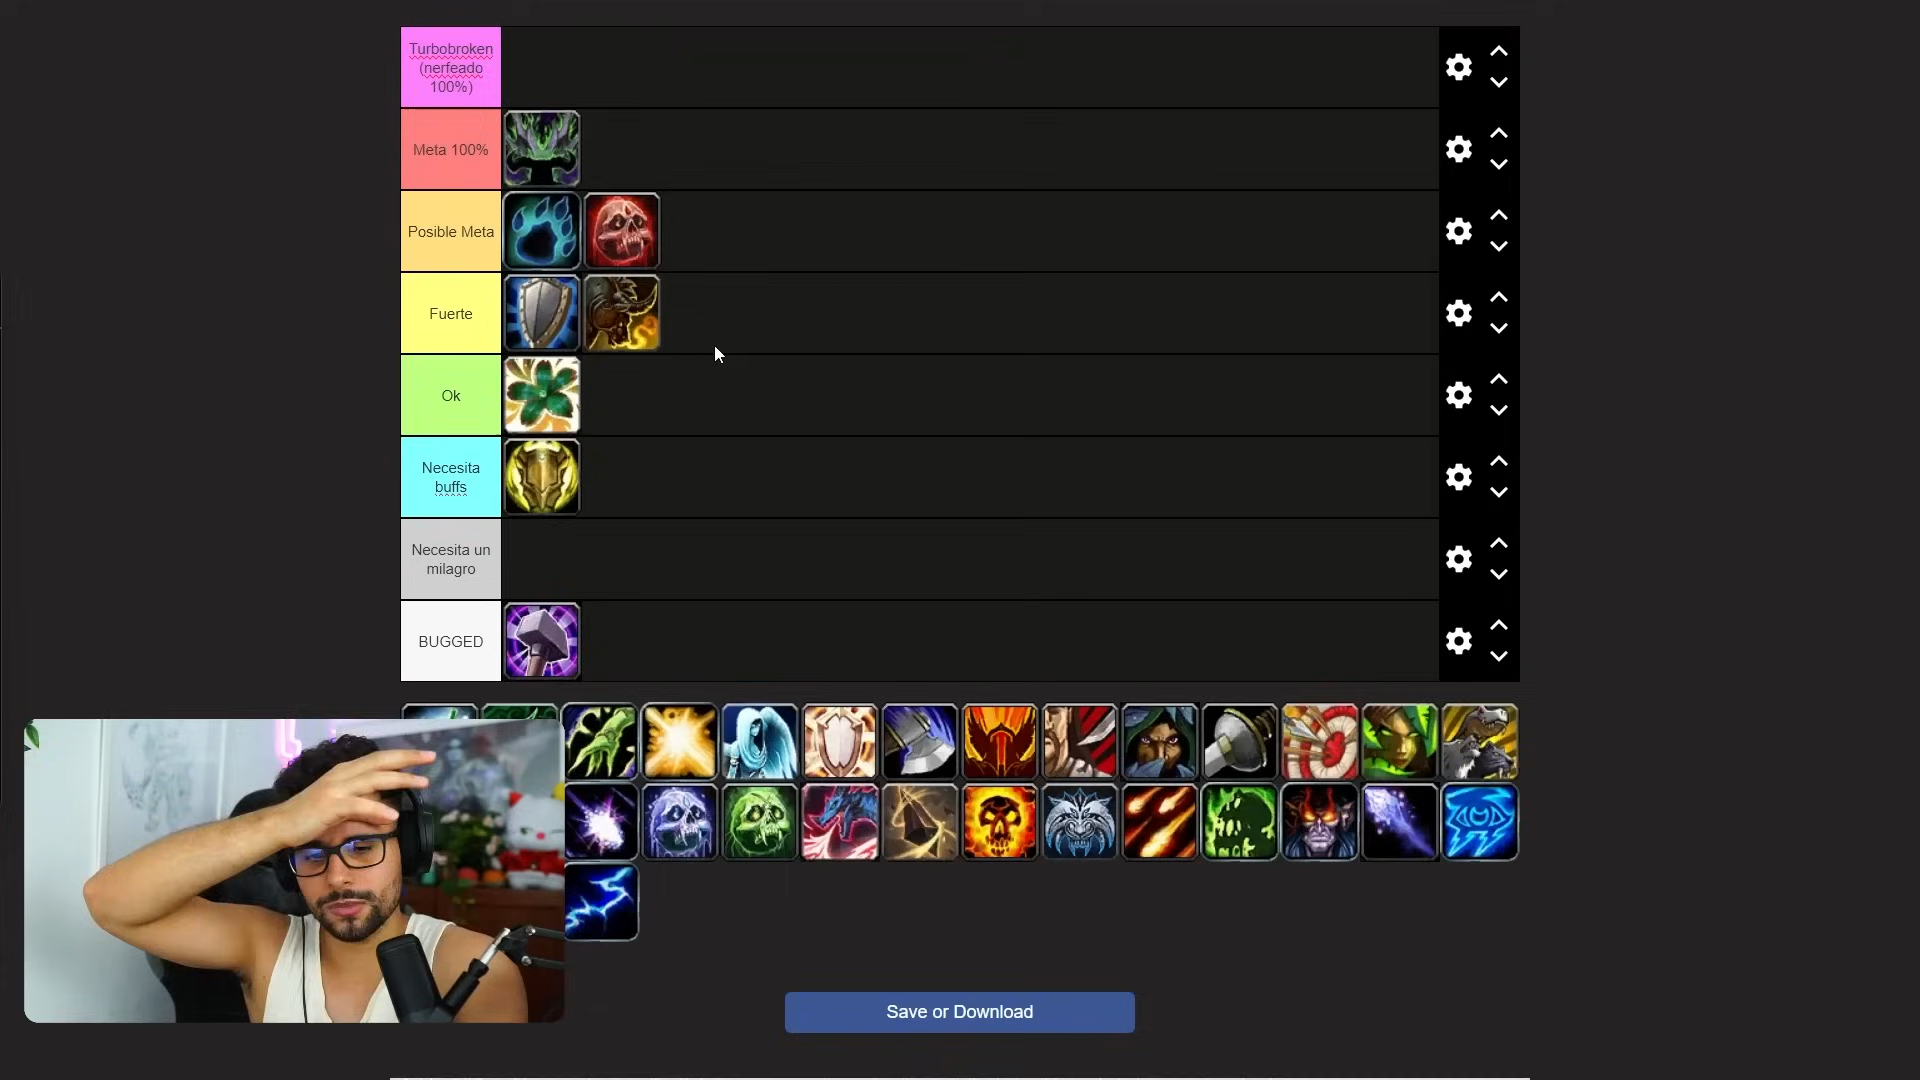 Turbobroken
(nerfeado
100%)
Meta 100%
Posible Meta
Fuerte
Ok
Necesita
buffs
Necesita un
milagro
BUGGED
Save or Download